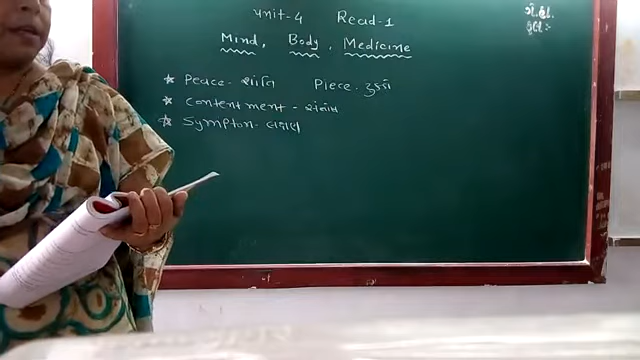 unit-4 Read-1
Mind, Body, Medicine
★ Peace - શાંતિ Piece - ટુકડો
★ Contentment - સંતોષ
★ Symptom - લક્ષણ